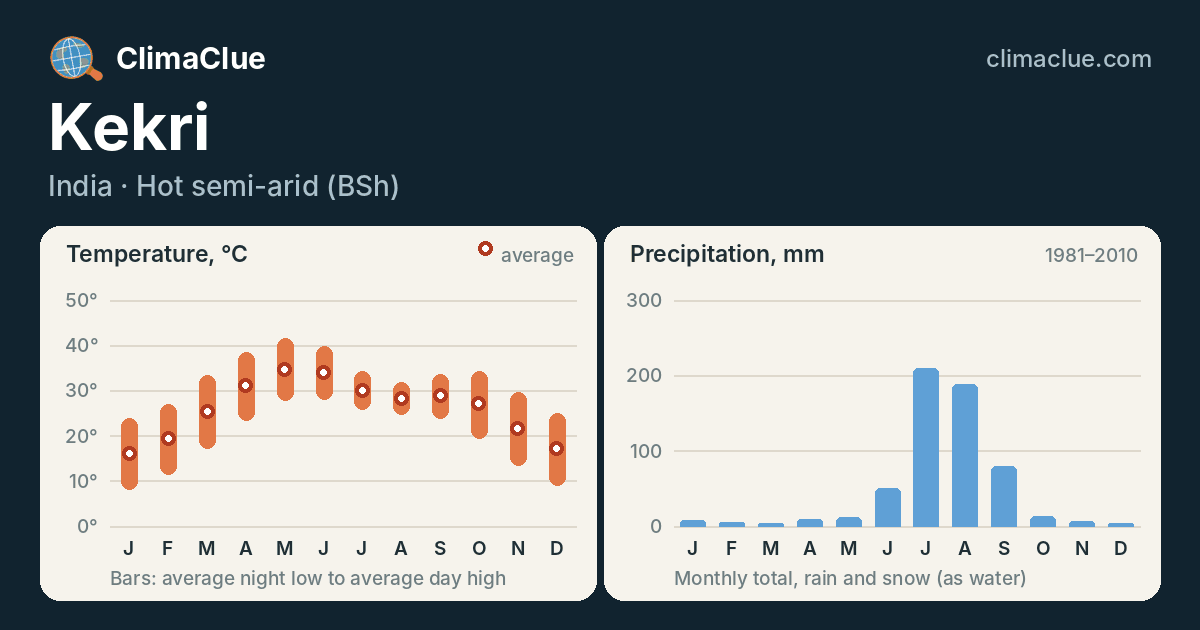 ClimaClue
climaclue.com
Kekri
India · Hot semi-arid (BSh)
Temperature, °C
average
50°
40°
30°
20°
10°
0°
J F M A M J J A S O N D
Bars: average night low to average day high
Precipitation, mm
1981–2010
300
200
100
0
J F M A M J J A S O N D
Monthly total, rain and snow (as water)